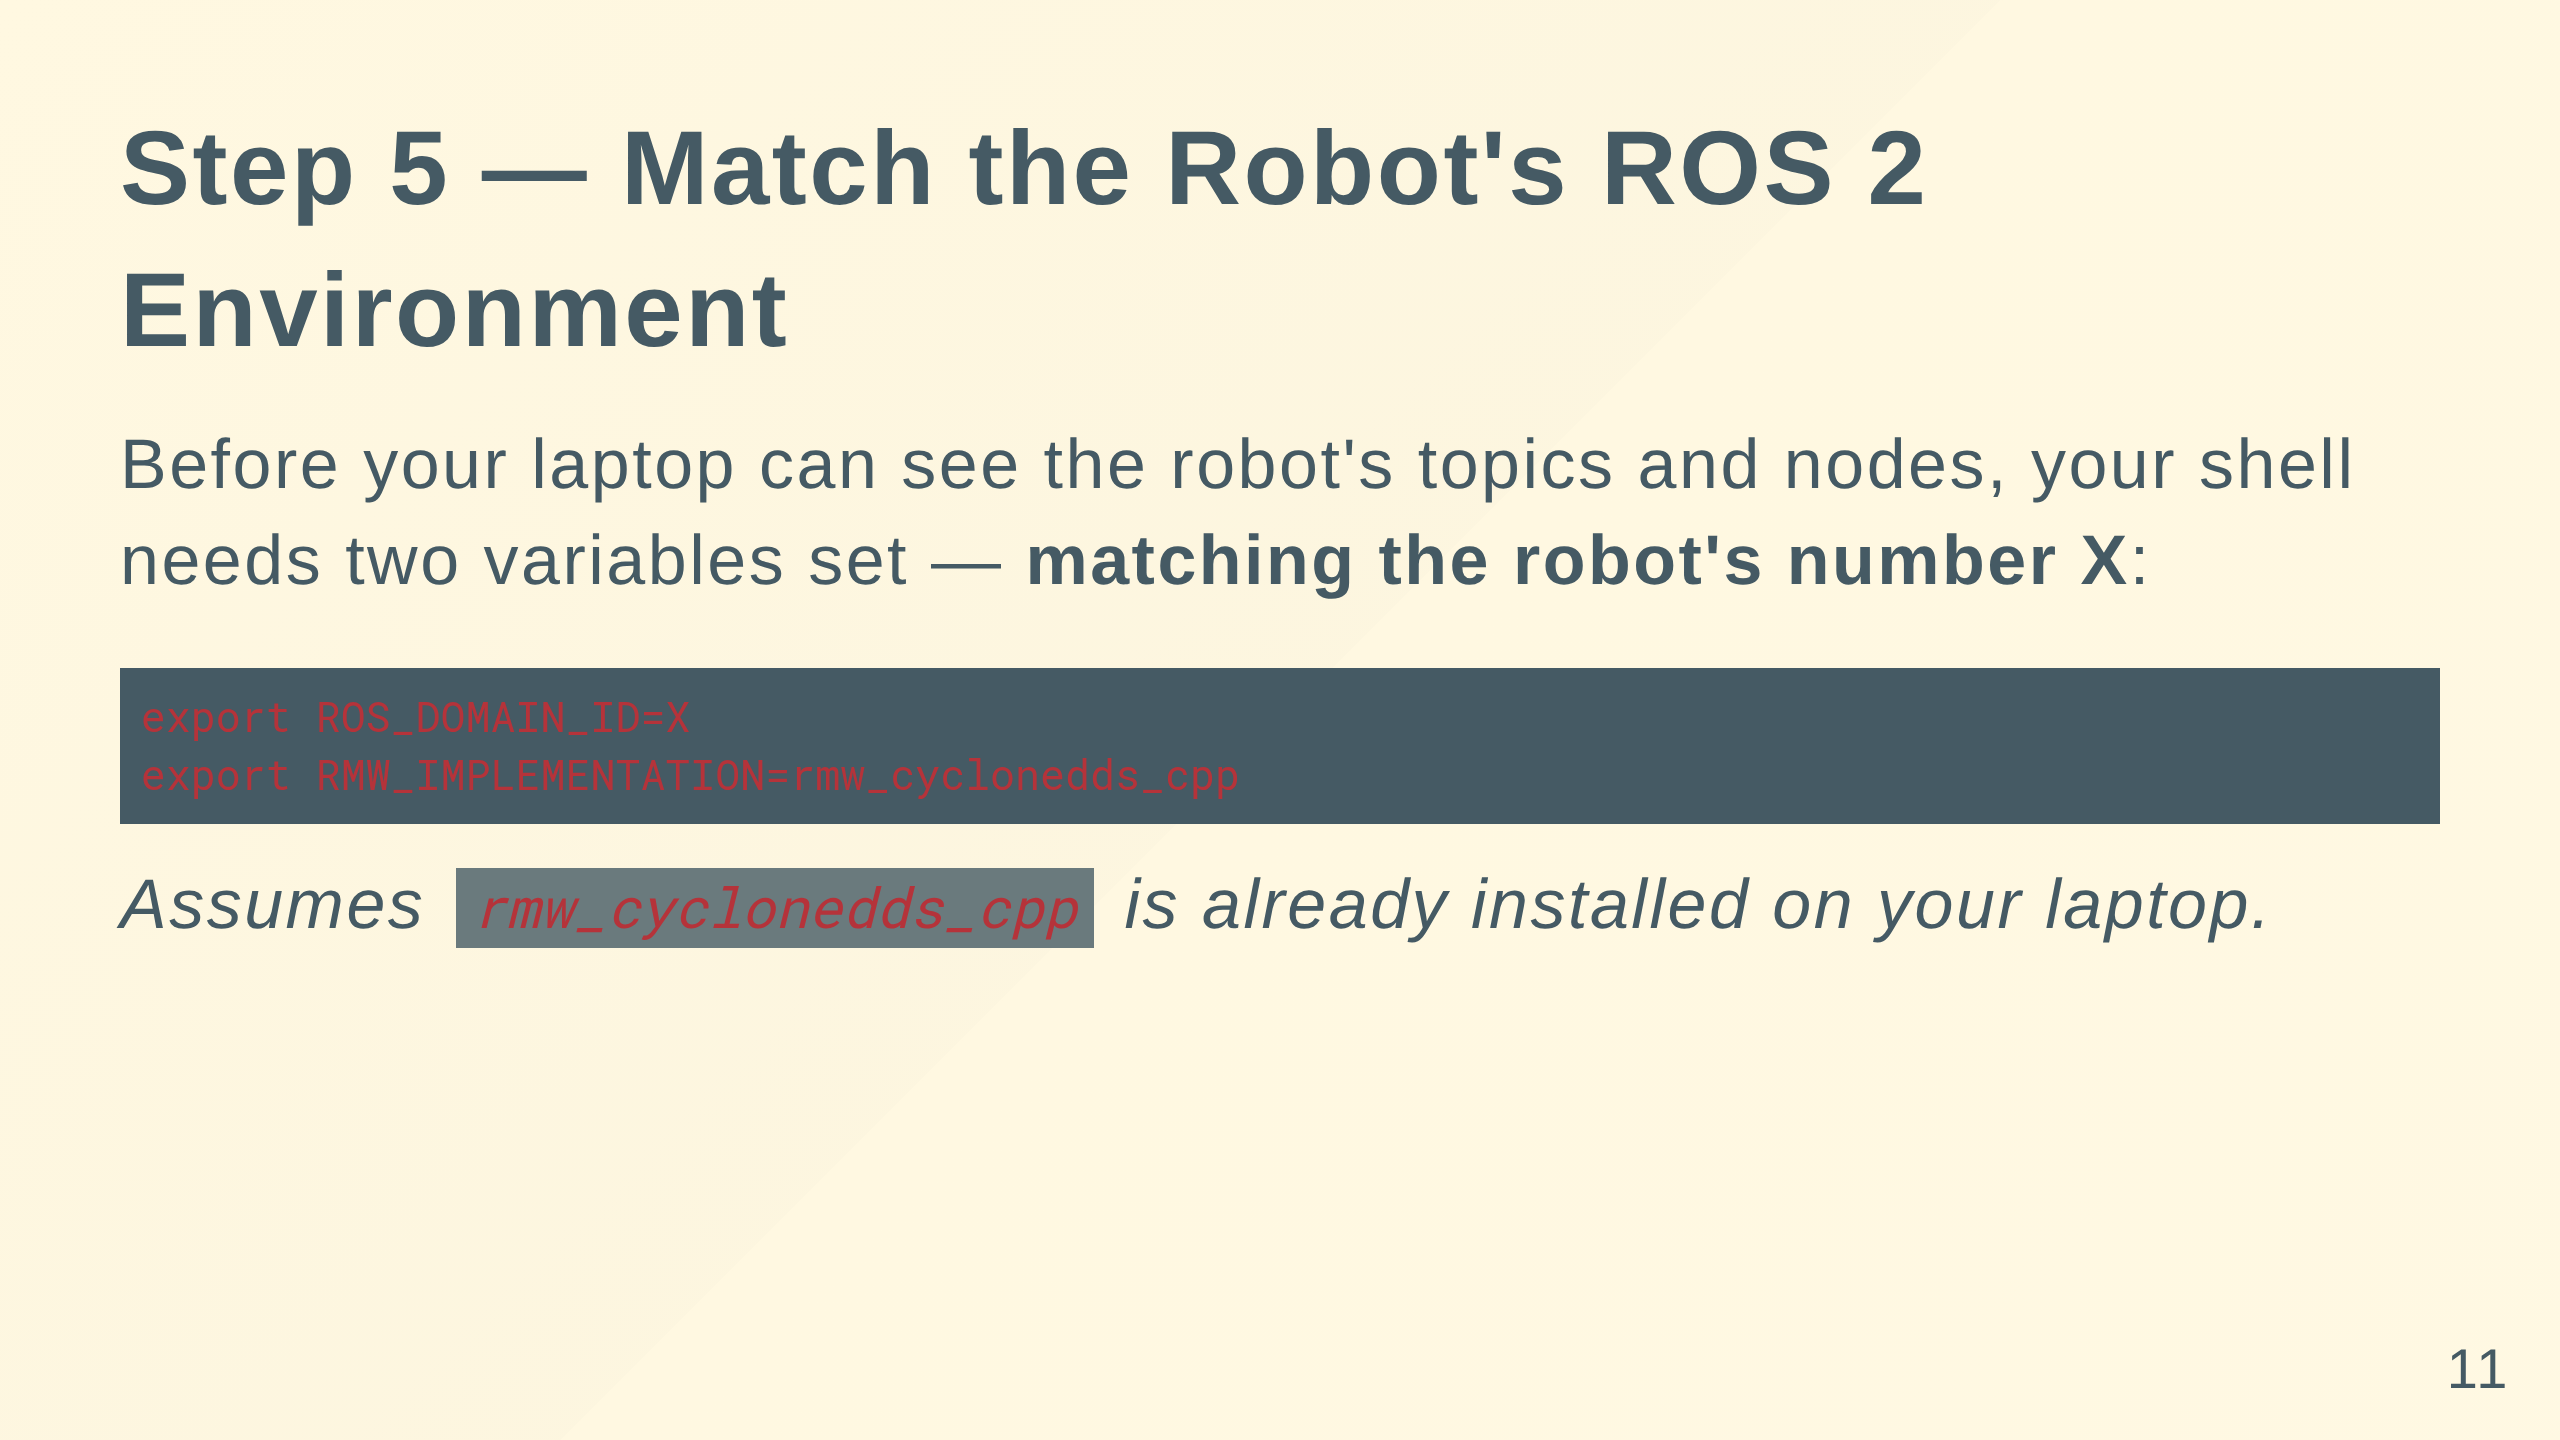 Step 5 — Match the Robot's ROS 2
Environment
Before your laptop can see the robot's topics and nodes, your shell
needs two variables set — matching the robot's number X:
export ROS_DOMAIN_ID=X
export RMW_IMPLEMENTATION=rmw_cyclonedds_cpp
Assumes rmw_cyclonedds_cpp is already installed on your laptop.
11